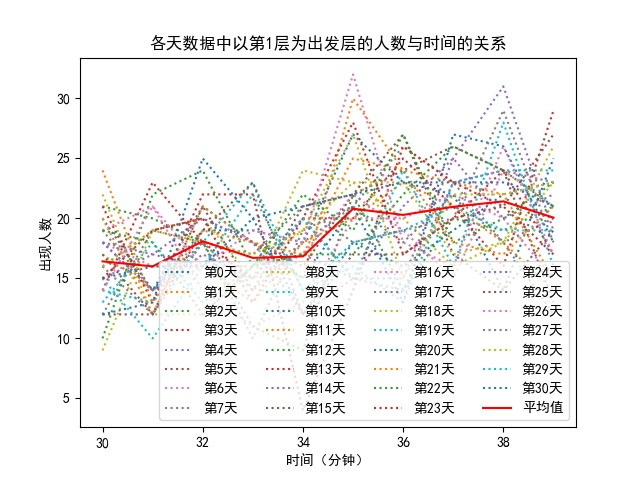 各天数据中以第1层为出发层的人数与时间的关系
出现人数
30
25
20
15
10
5
第0天 第8天 第16天 第24天
第1天 第9天 第17天 第25天
第2天 第10天 第18天 第26天
第3天 第11天 第19天 第27天
第4天 第12天 第20天 第28天
第5天 第13天 第21天 第29天
第6天 第14天 第22天 第30天
第7天 第15天 第23天 平均值
30 32 34 36 38
时间（分钟）